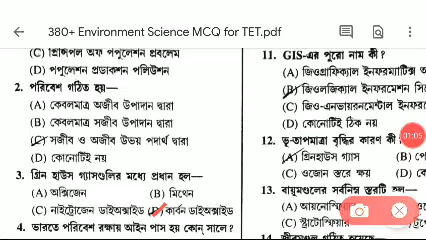 380+ Environment Science MCQ for TET.pdf
(C) প্রিন্সিপল অফ পপুলেশন প্রবলেম
(D) পপুলেশন প্রডাকশন পলিউশন
2. পরিবেশ গঠিত হয়—
(A) কেবলমাত্র অজীব উপাদান দ্বারা
(B) কেবলমাত্র সজীব উপাদান দ্বারা
(C) সজীব ও অজীব উভয় পদার্থ দ্বারা
(D) কোনোটিই নয়
3. গ্রিন হাউস গ্যাসগুলির মধ্যে প্রধান হল—
(A) অক্সিজেন (B) মিথেন
(C) নাইট্রোজেন ডাইঅক্সাইড (D) কার্বন ডাইঅক্সাইড
4. ভারতে পরিবেশ রক্ষায় আইন পাস হয় কোন্ সালে?
11. GIS-এর পুরো নাম কী ?
(A) জিওগ্রাফিক্যাল ইনফরম্যাটিক্স
(B) জিওলজিক্যাল ইনফরমেশন
(C) জিও-এনভায়রনমেন্টাল
(D) কোনোটিই ঠিক নয়
01:05
12. ভূ-তাপমাত্রা বৃদ্ধির কারণ কী
(A) গ্রিনহাউস গ্যাস (B)
(C) ওজোন স্তরে ক্ষয় (D)
13. বায়ুমণ্ডলের সর্বনিম্ন স্তরটি হল—
(A)
(C)